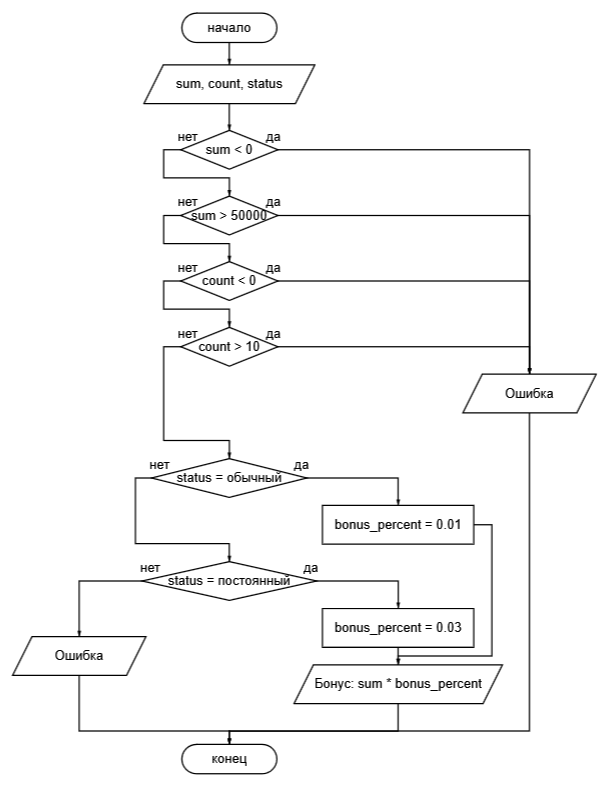 начало
sum, count, status
нет да
sum < 0
нет да
sum > 50000
нет да
count < 0
нет да
count > 10
Ошибка
нет да
status = обычный
bonus_percent = 0.01
нет да
status = постоянный
bonus_percent = 0.03
Ошибка
Бонус: sum * bonus_percent
конец